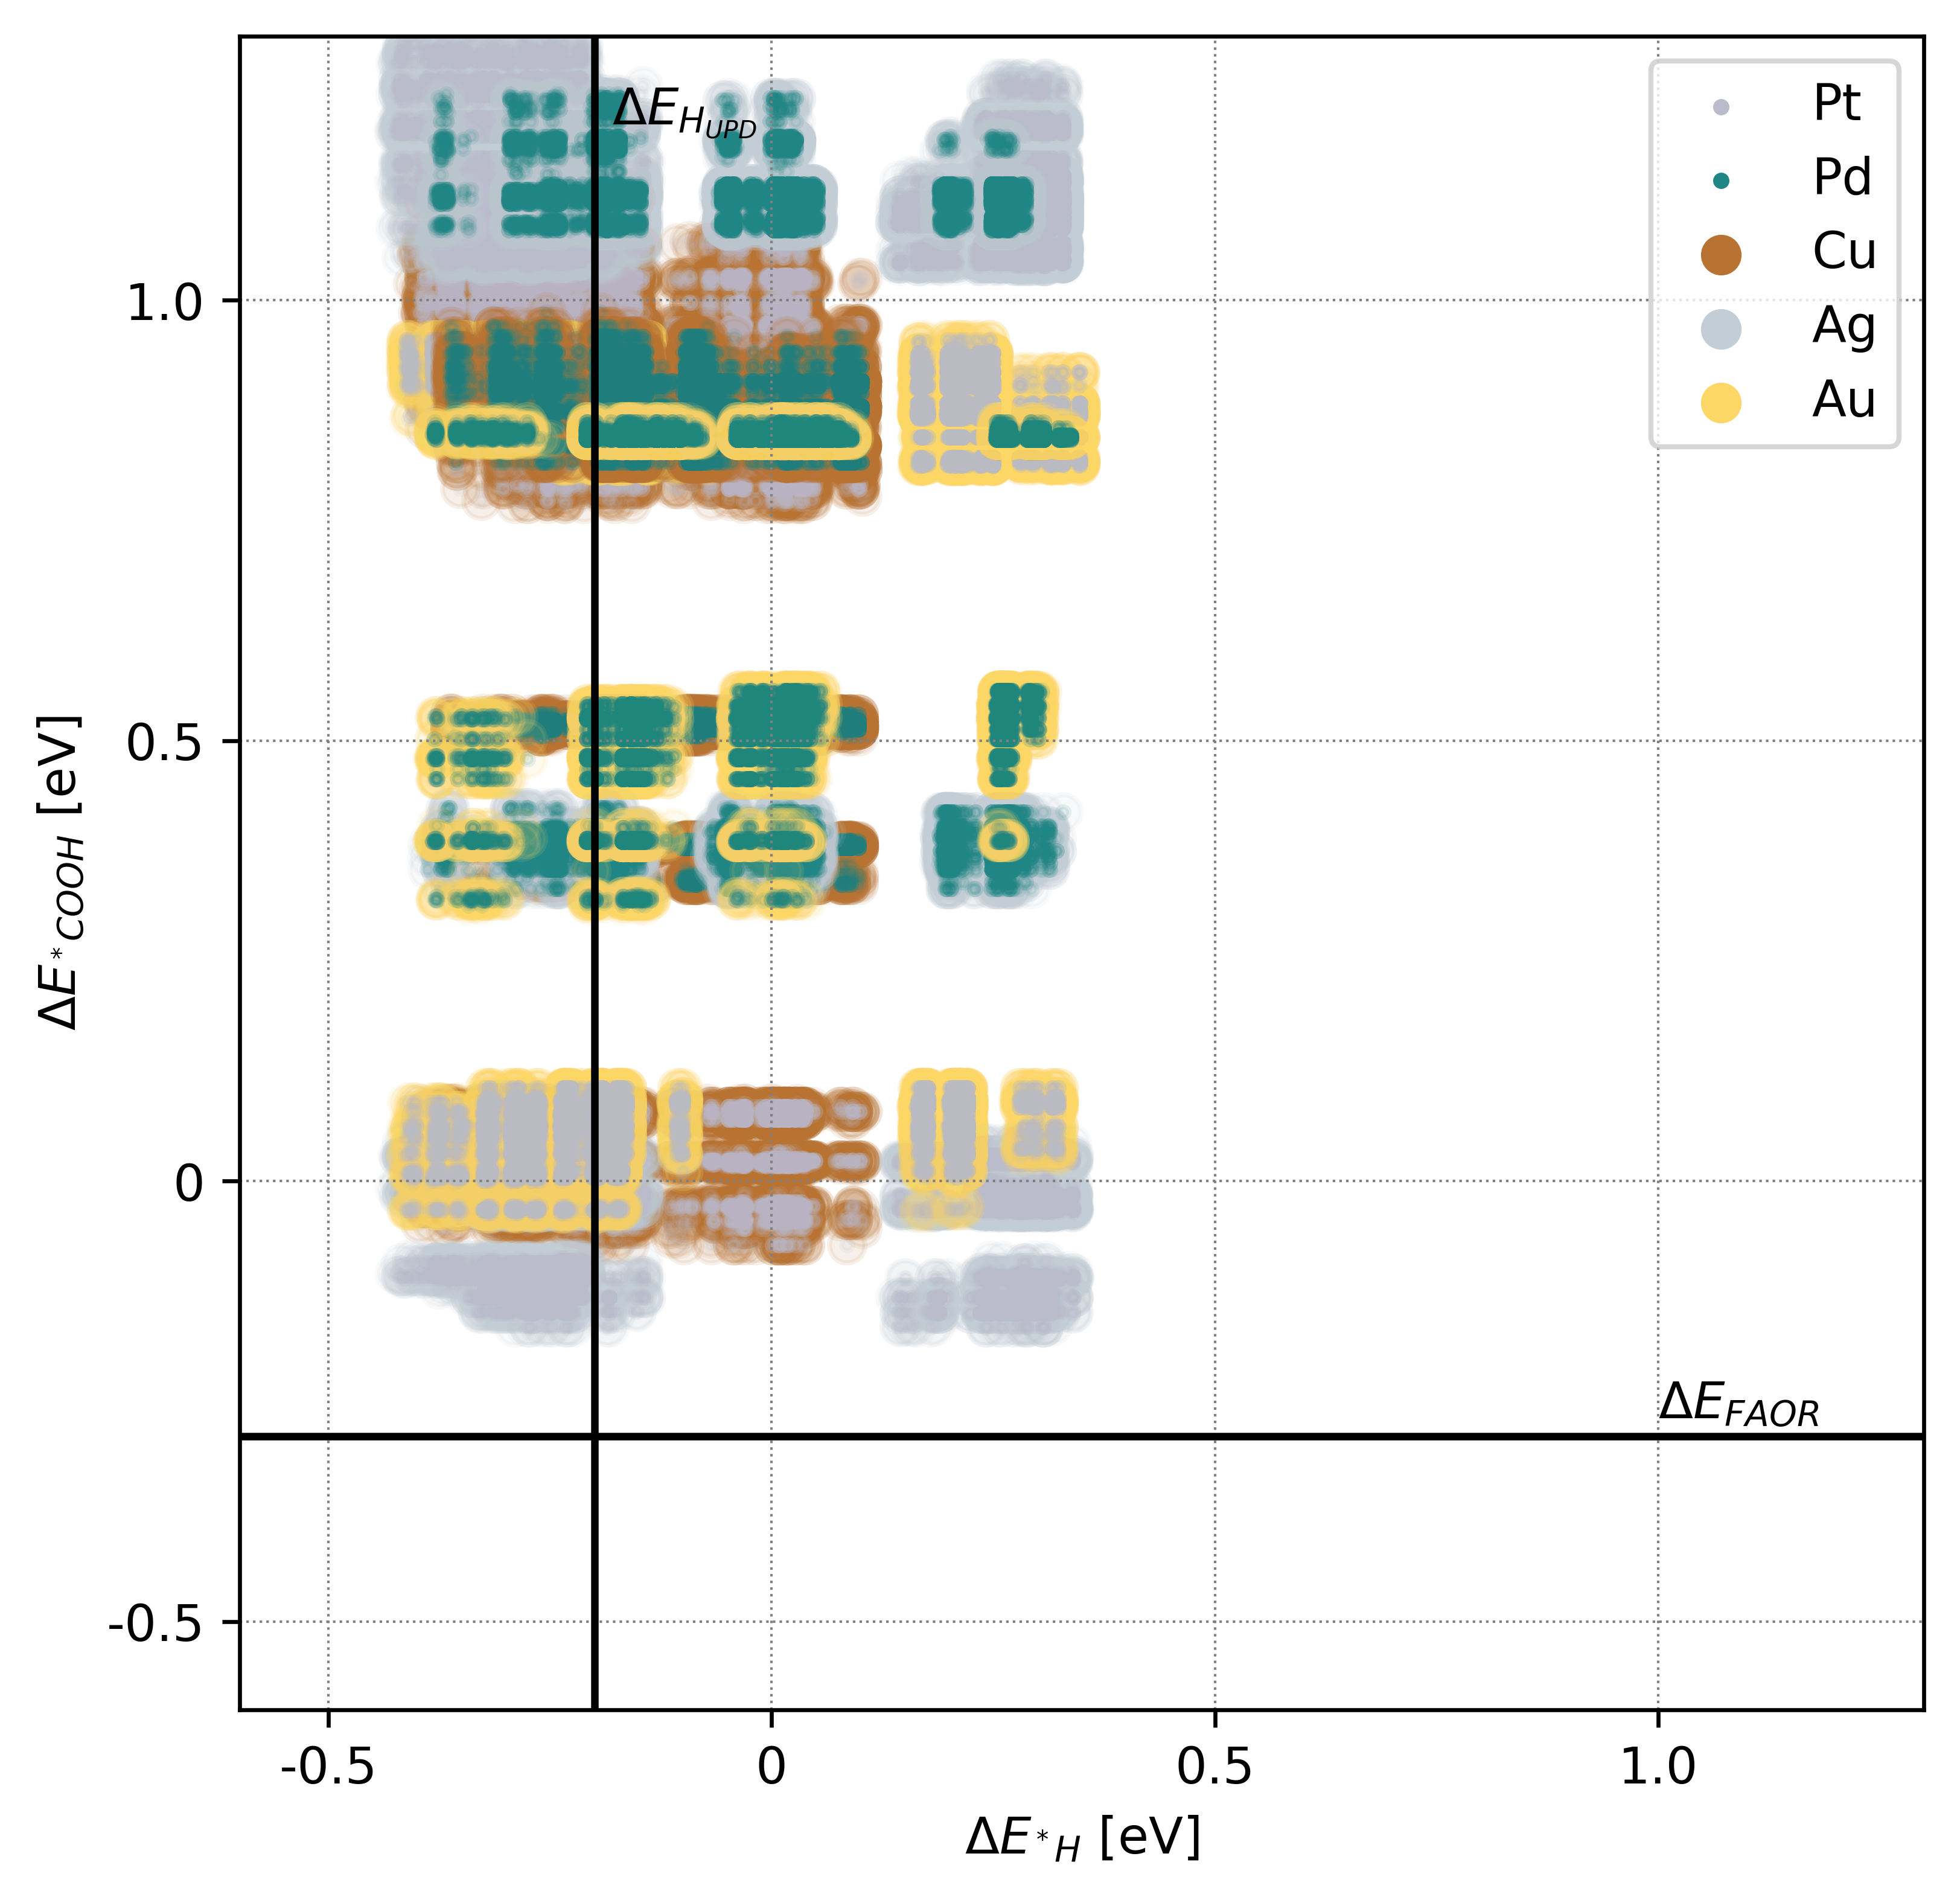 ΔE_{H_{UPD}}
Pt
Pd
Cu
Ag
Au
1.0
0.5
0
-0.5
ΔE_{*COOH} [eV]
ΔE_{FAOR}
-0.5 0 0.5 1.0
ΔE_{*H} [eV]